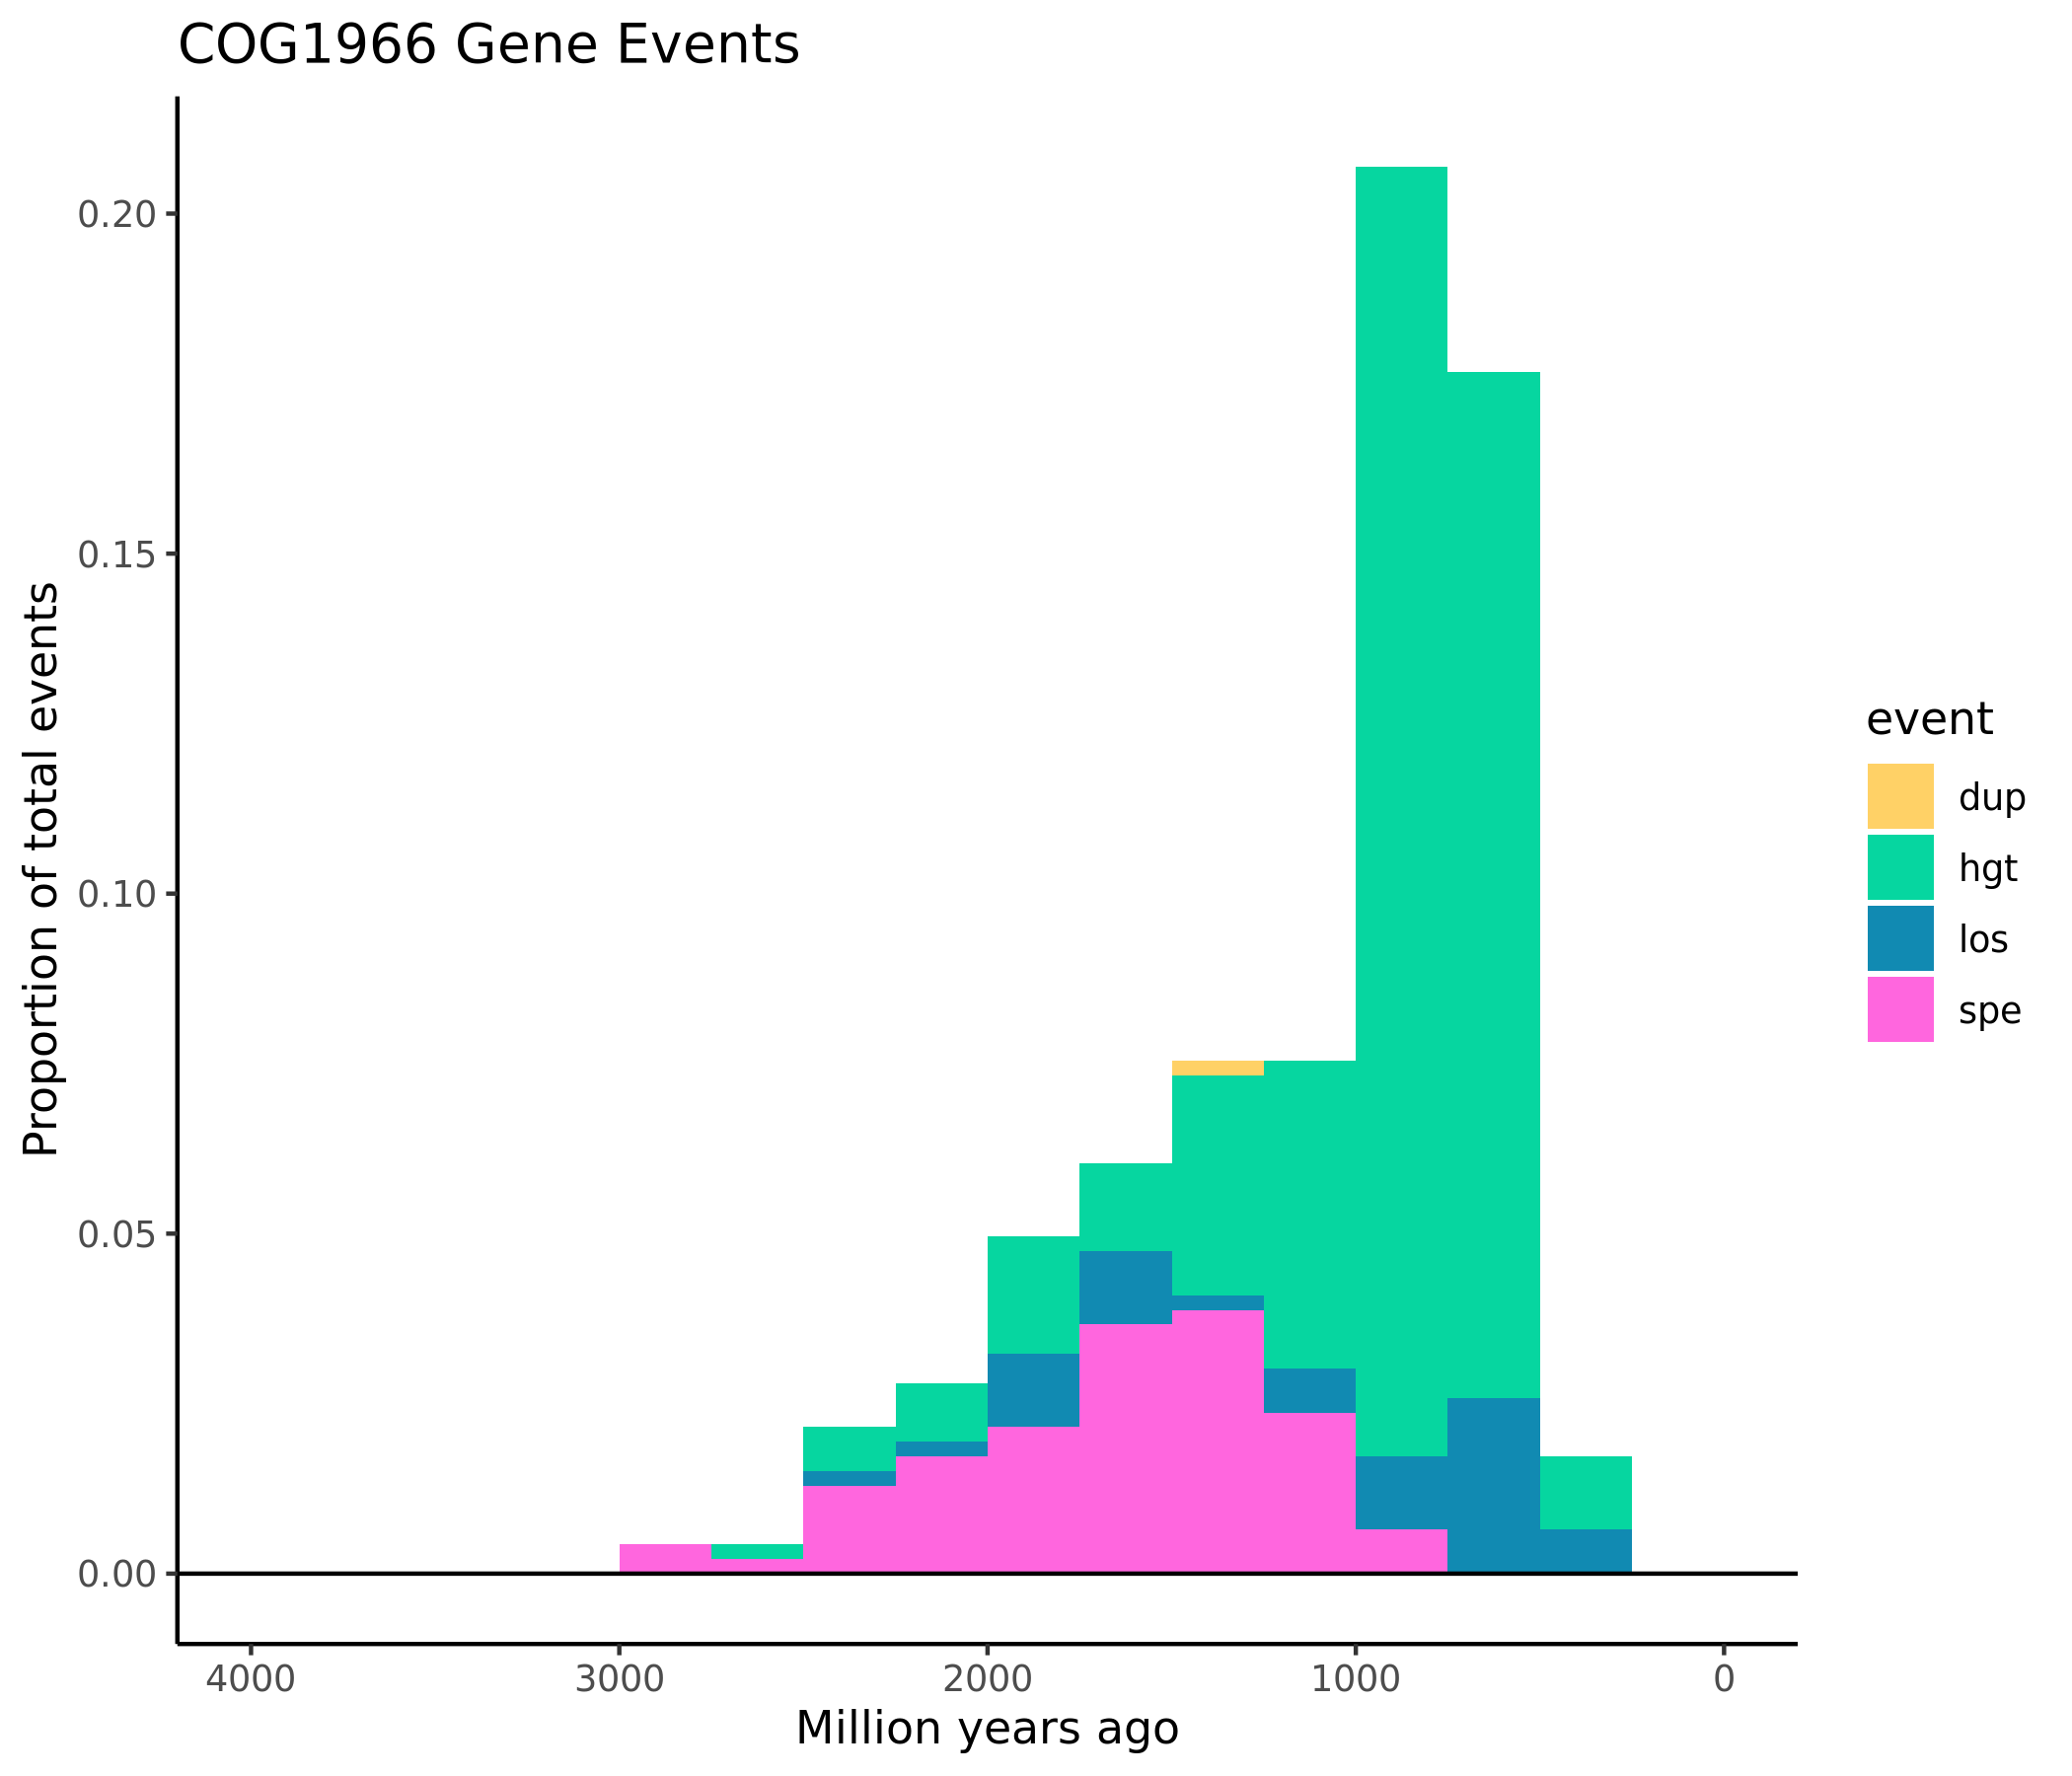 COG1966 Gene Events
Proportion of total events
0.20
0.15
0.10
0.05
0.00
4000
3000
2000
1000
0
Million years ago
event
dup
hgt
los
spe